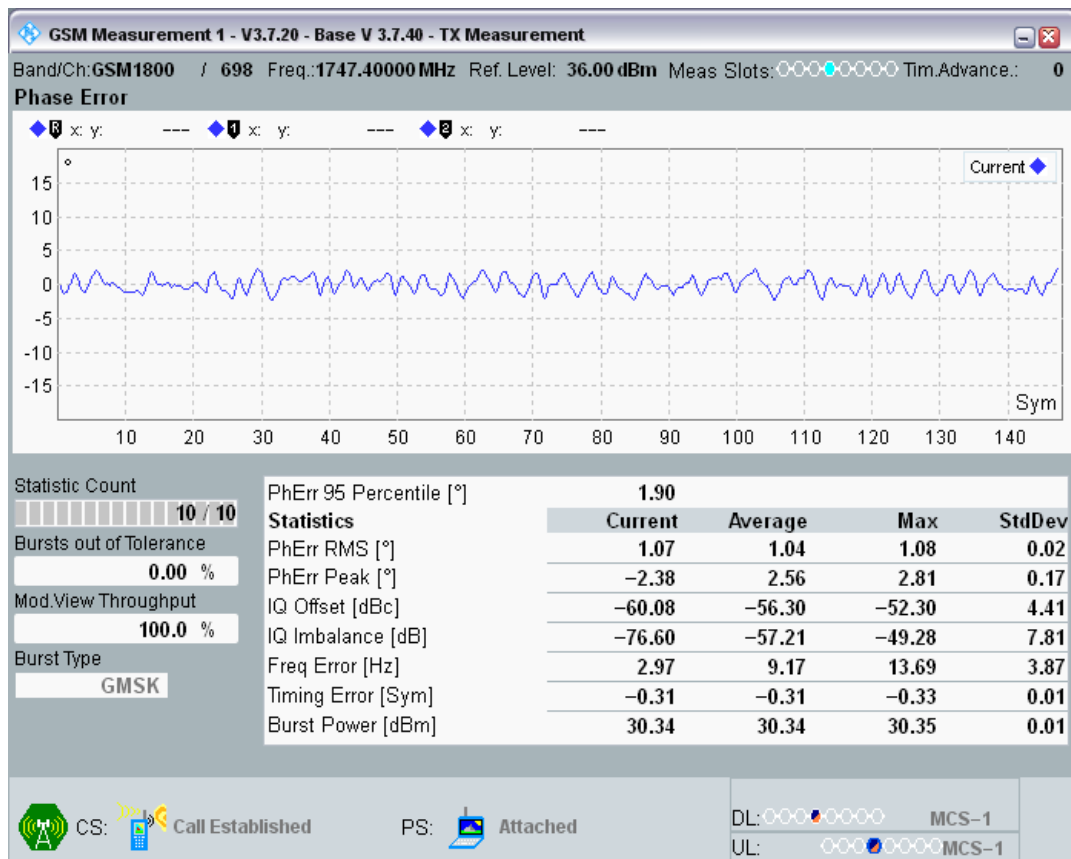 GSM Measurement 1 - V3.7.20 - Base V 3.7.40 - TX Measurement
Band/Ch:GSM1800 / 698 Freq.:1747.40000 MHz Ref. Level: 36.00 dBm Meas Slots: Tim.Advance.: 0
Phase Error
R x: y: --- 1 x: y: --- 2 x: y: ---
°
Current
15
10
5
0
-5
-10
-15
Sym
10 20 30 40 50 60 70 80 90 100 110 120 130 140
Statistic Count
10 / 10
Bursts out of Tolerance
0.00 %
Mod.View Throughput
100.0 %
Burst Type
GMSK
PhErr 95 Percentile [°] 1.90
Statistics Current Average Max StdDev
PhErr RMS [°] 1.07 1.04 1.08 0.02
PhErr Peak [°] −2.38 2.56 2.81 0.17
IQ Offset [dBc] −60.08 −56.30 −52.30 4.41
IQ Imbalance [dB] −76.60 −57.21 −49.28 7.81
Freq Error [Hz] 2.97 9.17 13.69 3.87
Timing Error [Sym] −0.31 −0.31 −0.33 0.01
Burst Power [dBm] 30.34 30.34 30.35 0.01
CS: Call Established PS: Attached
DL: MCS−1
UL: MCS−1